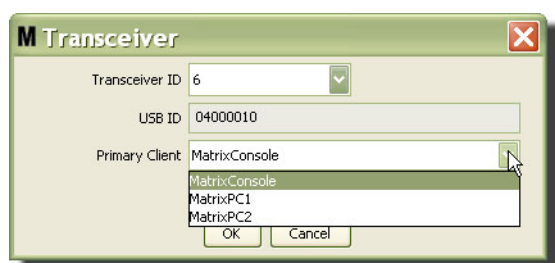 M Transceiver
Transceiver ID 6
USB ID 04000010
Primary Client MatrixConsole
MatrixConsole
MatrixPC1
MatrixPC2
OK Cancel